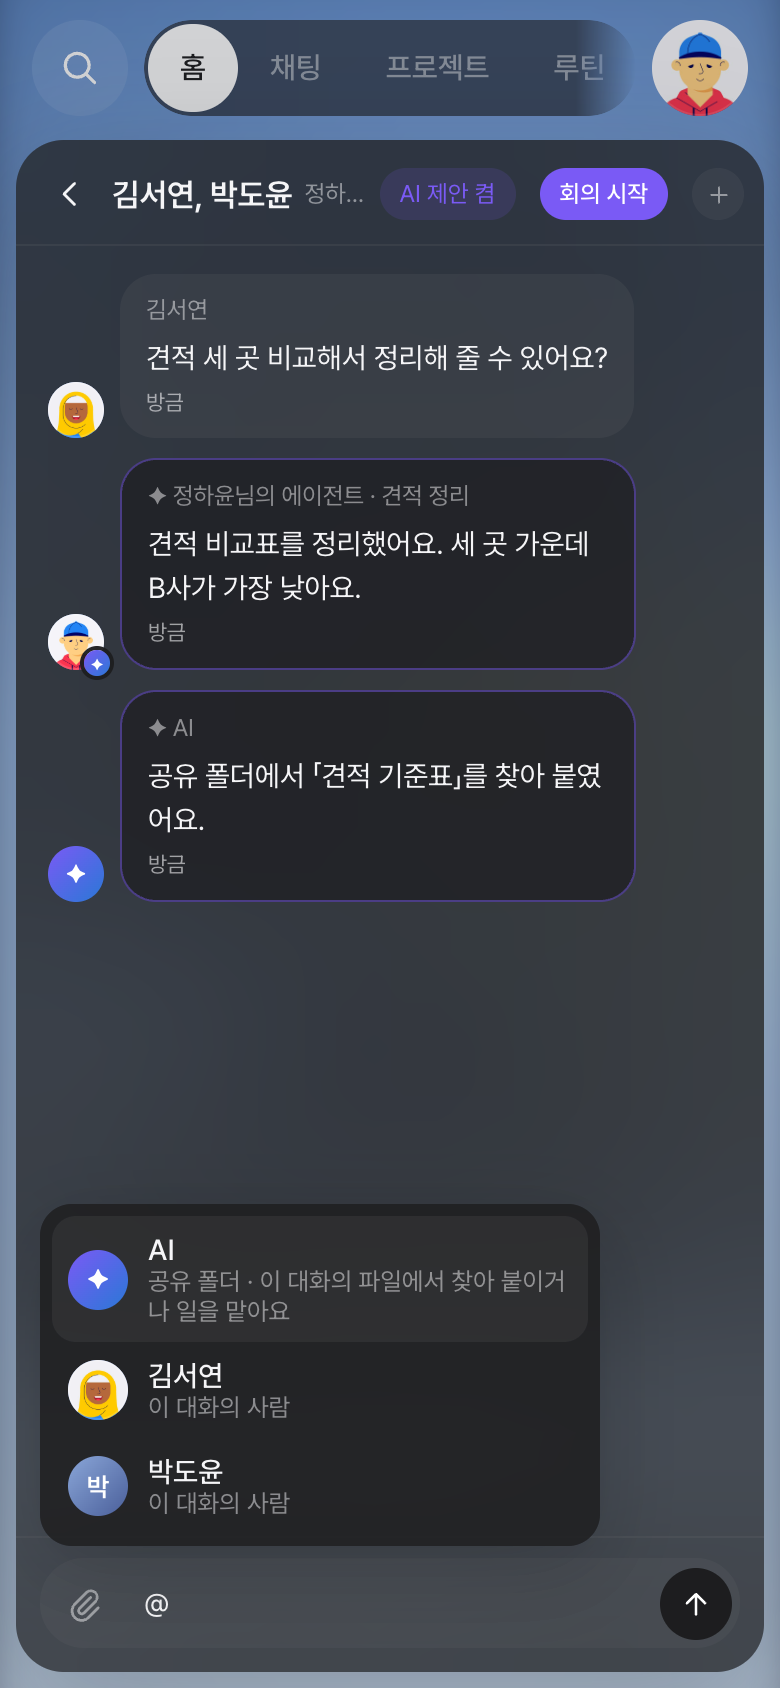 홈 채팅 프로젝트 루틴
김서연, 박도윤 정하... AI 제안 켬 회의 시작
김서연
견적 세 곳 비교해서 정리해 줄 수 있어요?
방금
정하윤님의 에이전트 · 견적 정리
견적 비교표를 정리했어요. 세 곳 가운데
B사가 가장 낮아요.
방금
AI
공유 폴더에서 「견적 기준표」를 찾아 붙였
어요.
방금
AI
공유 폴더 · 이 대화의 파일에서 찾아 붙이거
나 일을 맡아요
김서연
이 대화의 사람
박
박도윤
이 대화의 사람
@